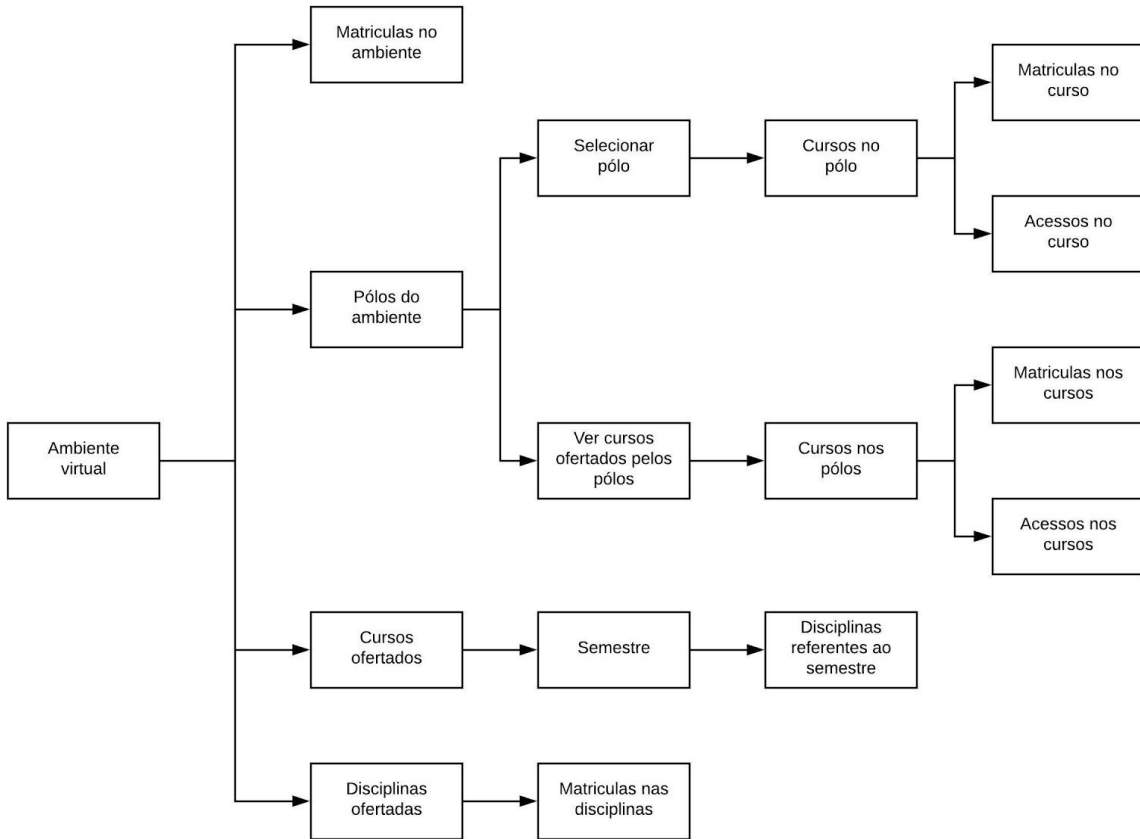 Matriculas no
ambiente
Matriculas no
curso
Selecionar
pólo
Cursos no
pólo
Acessos no
curso
Pólos do
ambiente
Matriculas nos
cursos
Ambiente
virtual
Ver cursos
ofertados pelos
pólos
Cursos nos
pólos
Acessos nos
cursos
Cursos
ofertados
Semestre
Disciplinas
referentes ao
semestre
Disciplinas
ofertadas
Matriculas nas
disciplinas